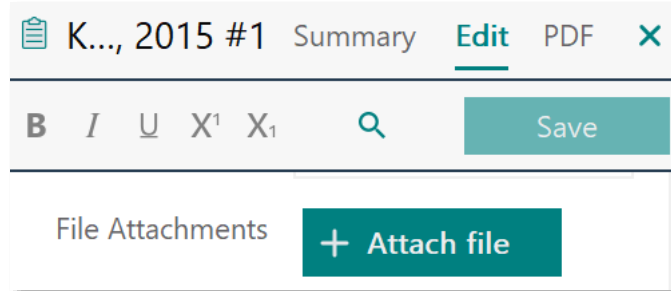 K..., 2015 #1 Summary Edit PDF ×
B I U X¹ X₁ Save
File Attachments + Attach file